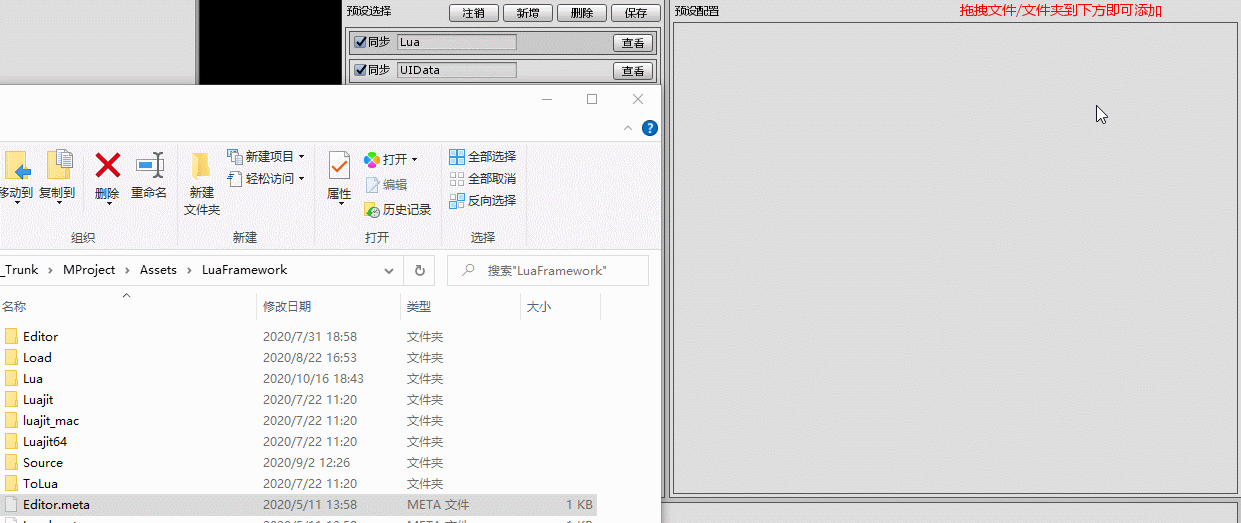 预设选择 注销 新增 删除 保存
同步 Lua 查看
同步 UIData 查看
预设配置 拖拽文件/文件夹到下方即可添加
移动到 复制到 删除 重命名 新建文件夹 新建项目 轻松访问 属性 打开 编辑 历史记录 全部选择 全部取消 反向选择
组织 新建 打开 选择
_Trunk › MProject › Assets › LuaFramework 搜索"LuaFramework"
名称 修改日期 类型 大小
Editor 2020/7/31 18:58 文件夹
Load 2020/8/22 16:53 文件夹
Lua 2020/10/16 18:43 文件夹
Luajit 2020/7/22 11:20 文件夹
luajit_mac 2020/7/22 11:20 文件夹
Luajit64 2020/7/22 11:20 文件夹
Source 2020/9/2 12:26 文件夹
ToLua 2020/7/22 11:20 文件夹
Editor.meta 2020/5/11 13:58 META 文件 1 KB